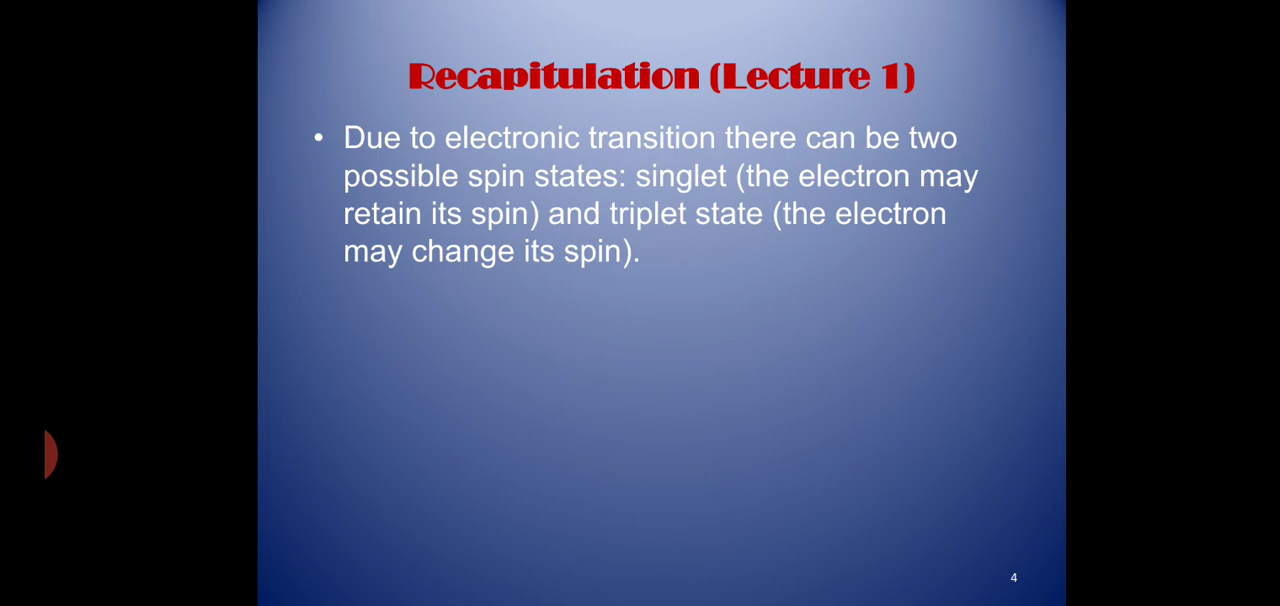 Recapitulation (Lecture 1)
• Due to electronic transition there can be two
possible spin states: singlet (the electron may
retain its spin) and triplet state (the electron
may change its spin).
4